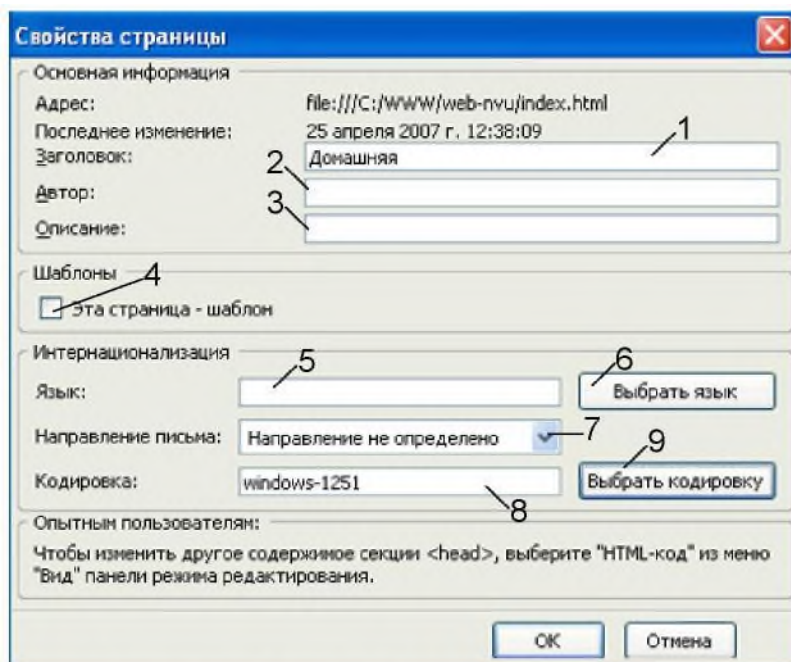 Свойства страницы
Основная информация
Адрес: file:///C:/WWW/web-nvu/index.html
Последнее изменение: 25 апреля 2007 г. 12:38:09
Заголовок: Домашняя 1
2
Автор:
3
Описание:
Шаблоны 4
Эта страница - шаблон
Интернационализация
Язык: 5 6 Выбрать язык
Направление письма: Направление не определено 7
9
Кодировка: windows-1251 8 Выбрать кодировку
Опытным пользователям:
Чтобы изменить другое содержимое секции <head>, выберите "HTML-код" из меню
"Вид" панели режима редактирования.
ОК Отмена